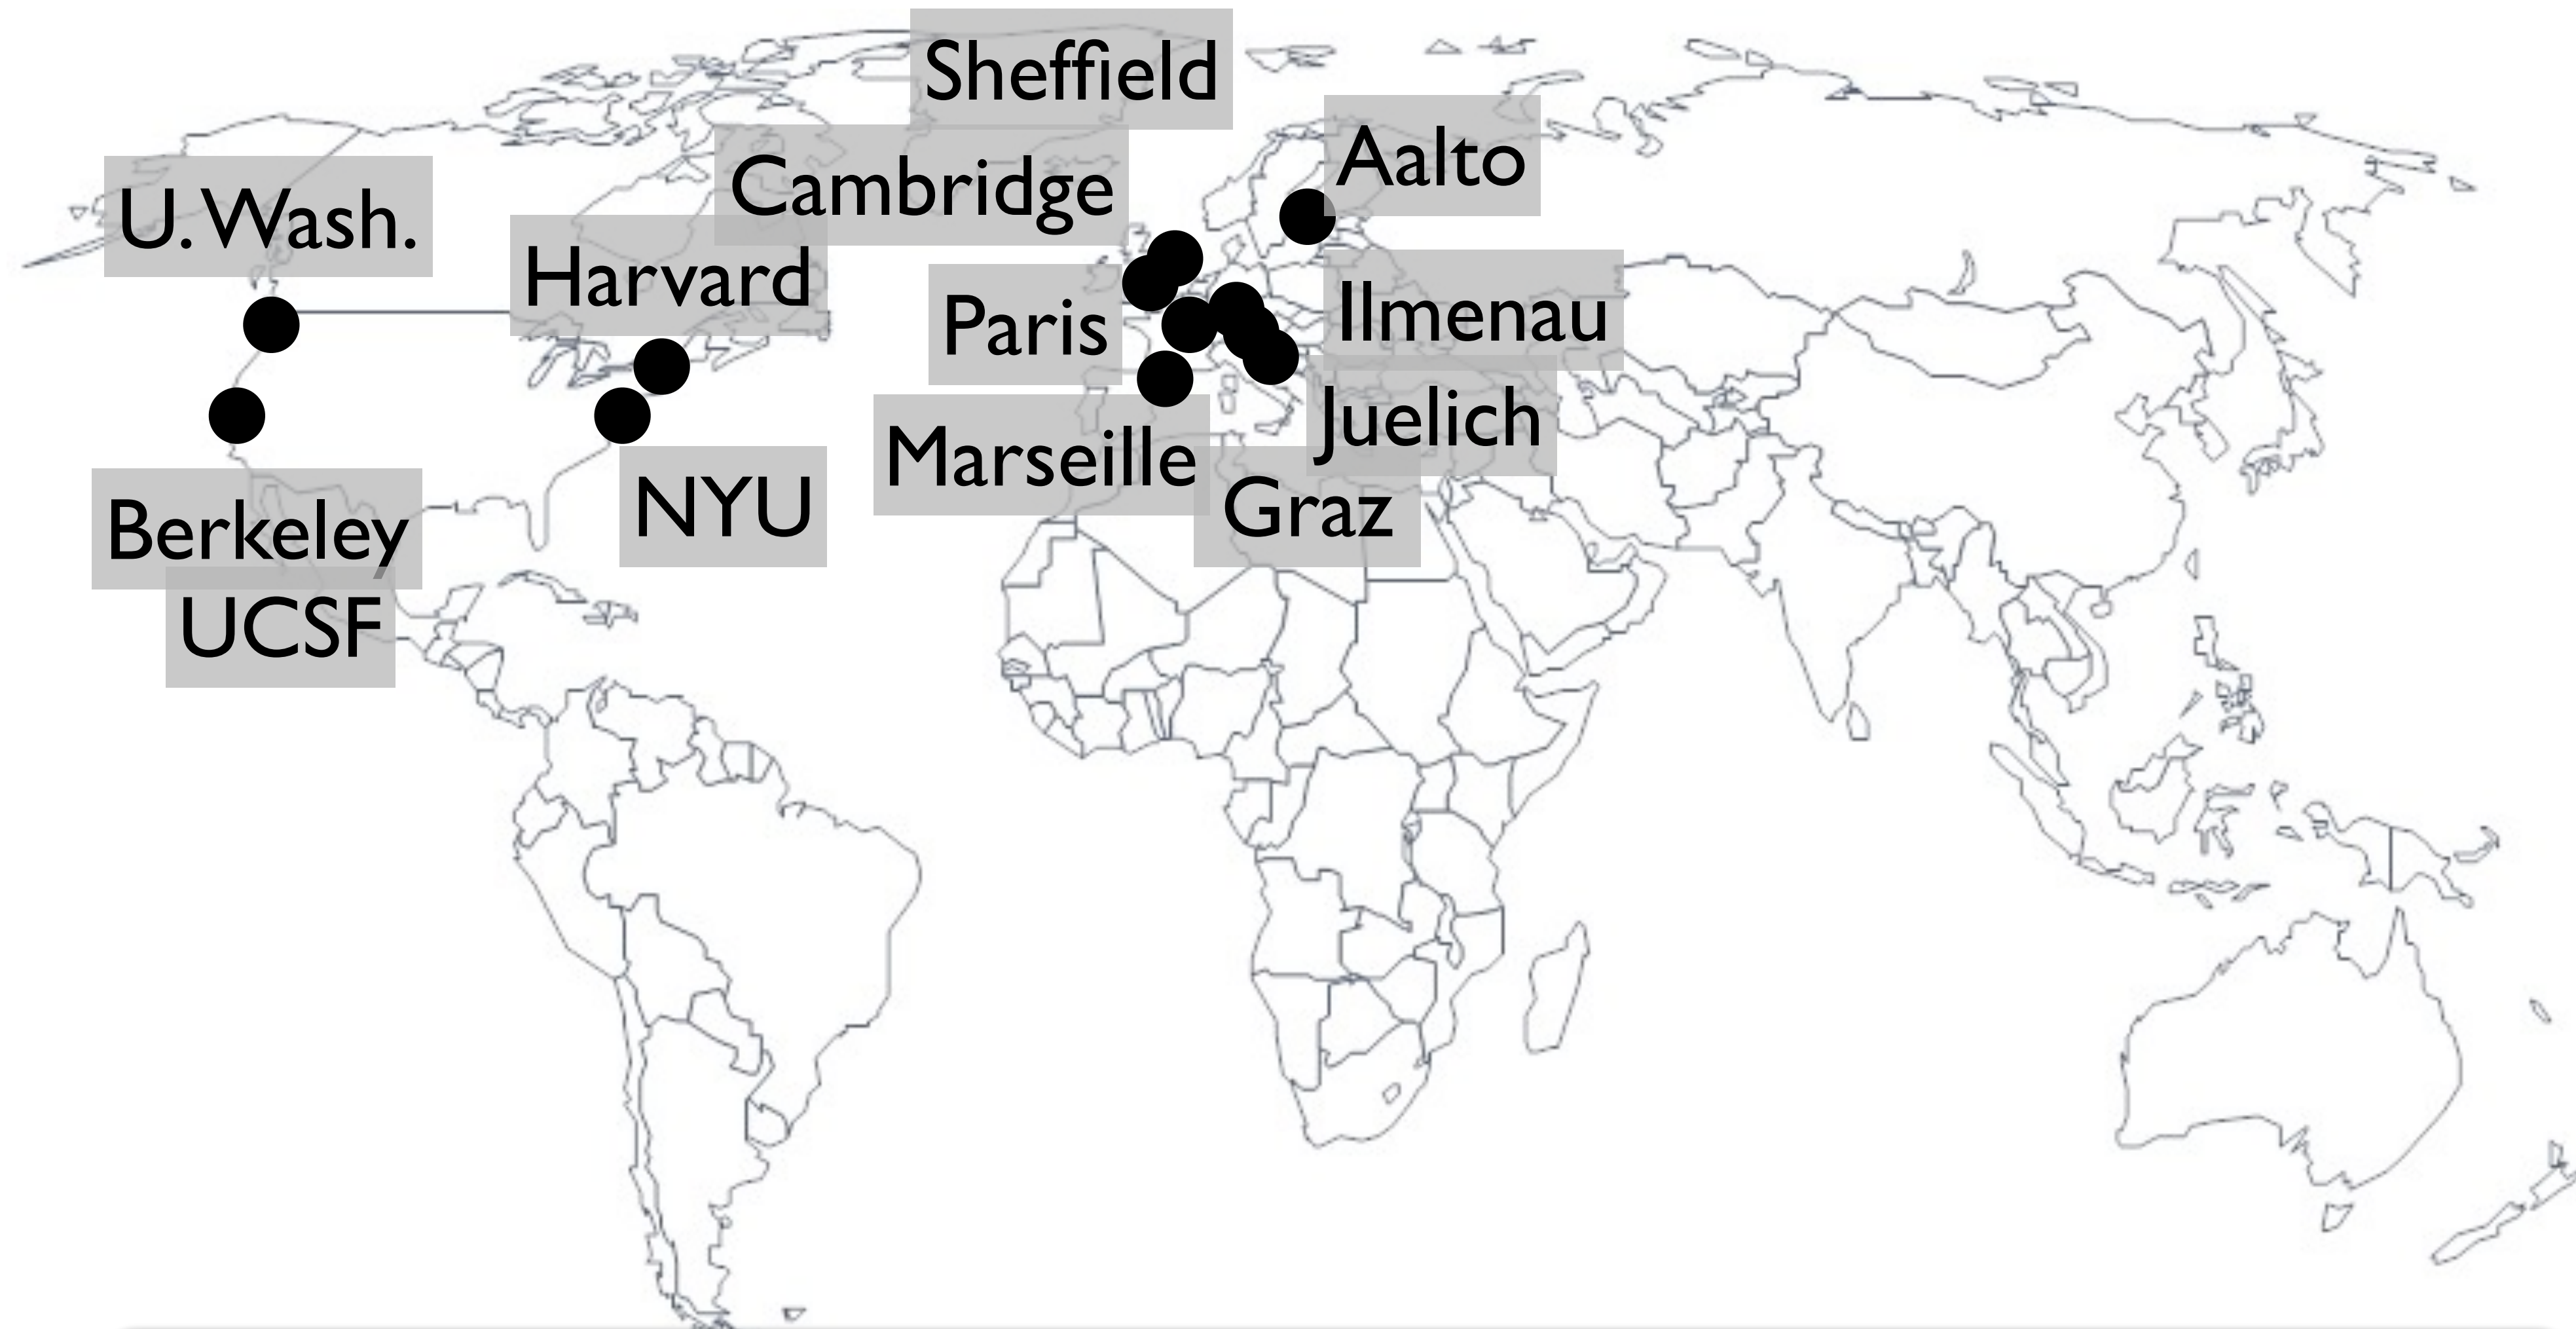 Sheffield
Aalto
Cambridge
U. Wash.
Harvard
Paris
Ilmenau
Juelich
Marseille
Graz
NYU
Berkeley
UCSF